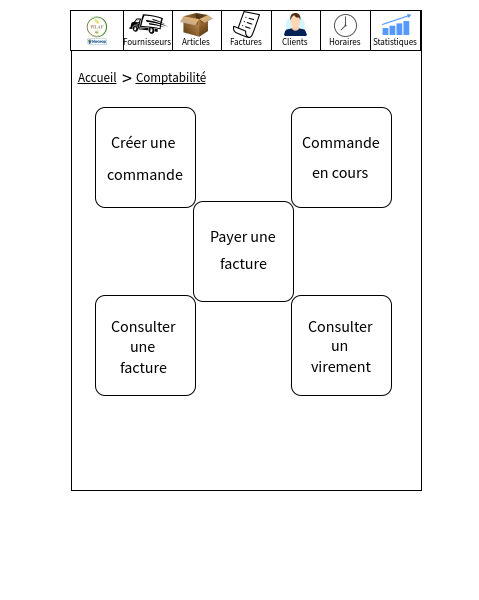 Fournisseurs Articles Factures Clients Horaires Statistiques
Accueil > Comptabilité
Créer une
commande
Commande
en cours
Payer une
facture
Consulter
une
facture
Consulter
un
virement